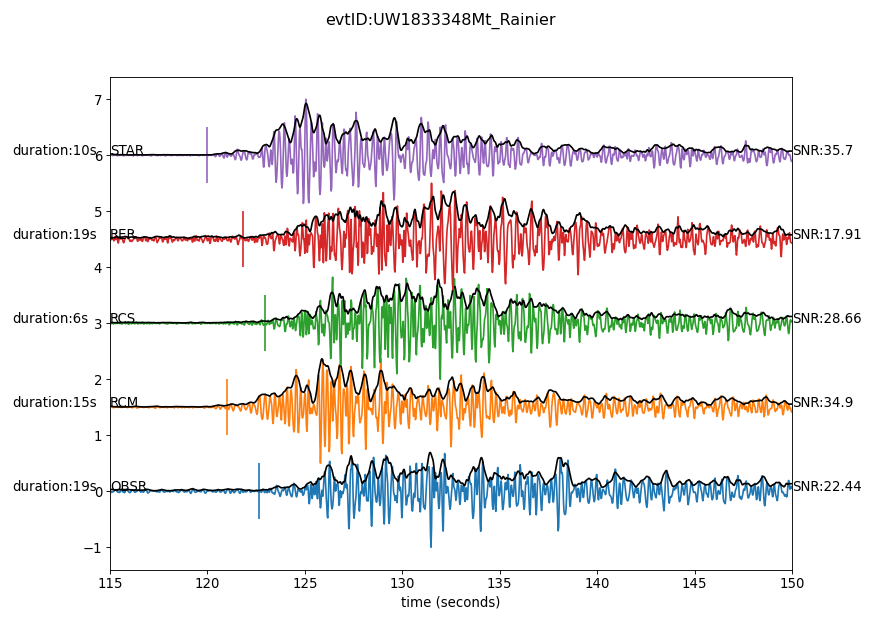 evtID:UW1833348Mt_Rainier
7
duration:10s 6 STAR SNR:35.7
5
duration:19s RER SNR:17.91
4
duration:6s 3 RCS SNR:28.66
2
duration:15s RCM SNR:34.9
1
duration:19s 0 OBSR SNR:22.44
−1
115 120 125 130 135 140 145 150
time (seconds)